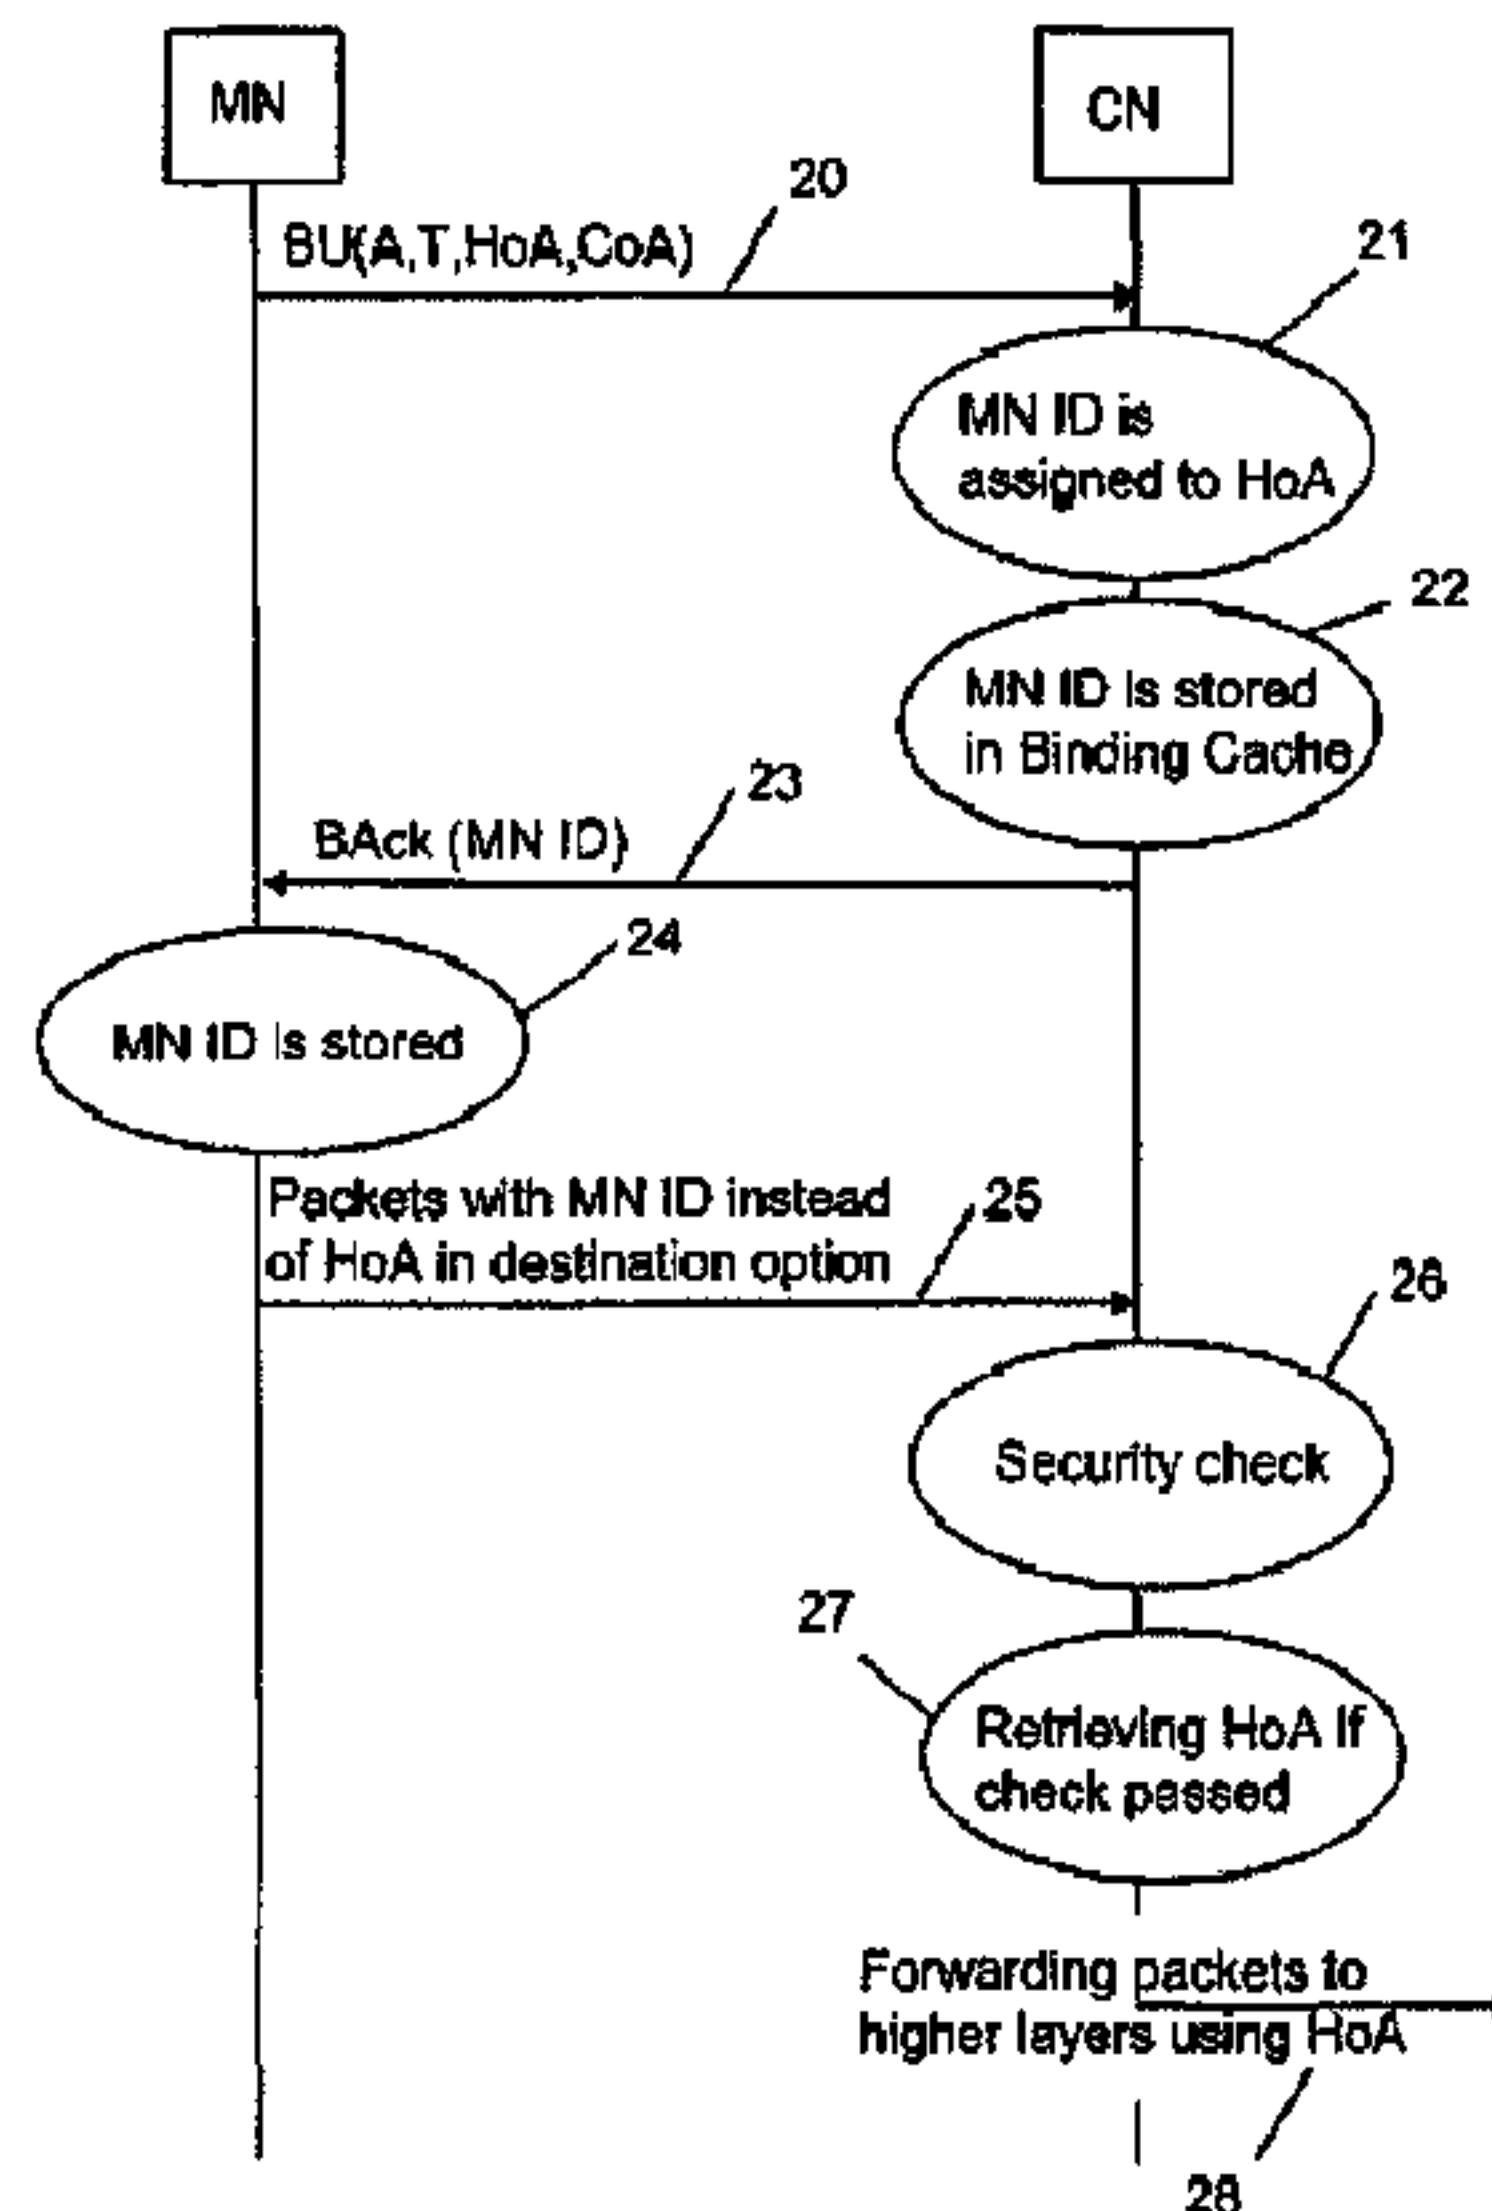 MN
CN
20
BU(A,T,HoA,CoA)
21
MN ID is
assigned to HoA
22
MN ID is stored
in Binding Cache
23
BAck (MN ID)
24
MN ID is stored
Packets with MN ID instead
of HoA in destination option
25
26
Security check
27
Retrieving HoA if
check passed
Forwarding packets to
higher layers using HoA
28